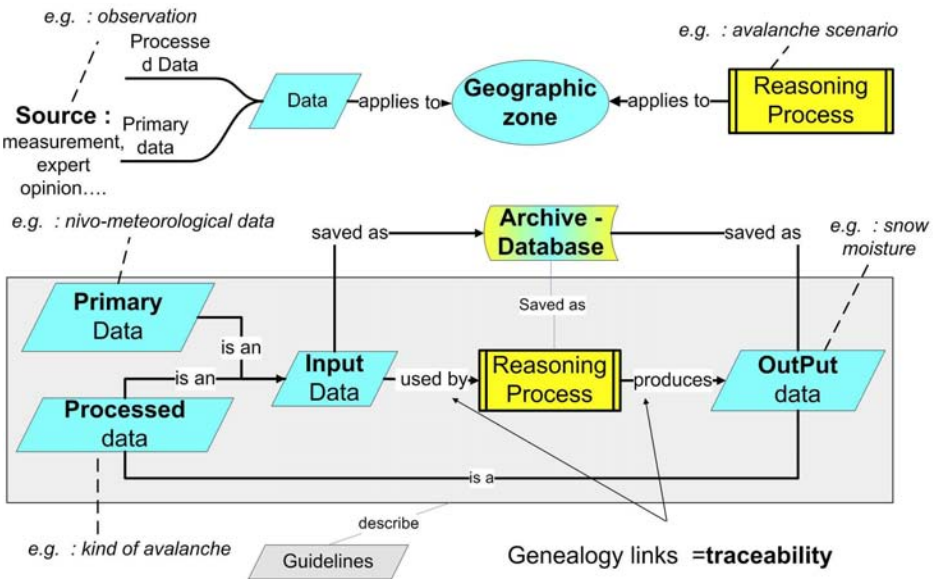 e.g. : observation
Processe
d Data
e.g. : avalanche scenario
Source :
measurement,
expert
opinion....
Primary
data
Data
applies to
Geographic
zone
applies to
Reasoning
Process
e.g. : nivo-meteorological data
saved as
Archive -
Database
saved as
e.g. : snow
moisture
Primary
Data
is an
Saved as
is an
Input
Data
used by
Reasoning
Process
produces
OutPut
data
Processed
data
is a
describe
e.g. : kind of avalanche
Guidelines
Genealogy links =traceability